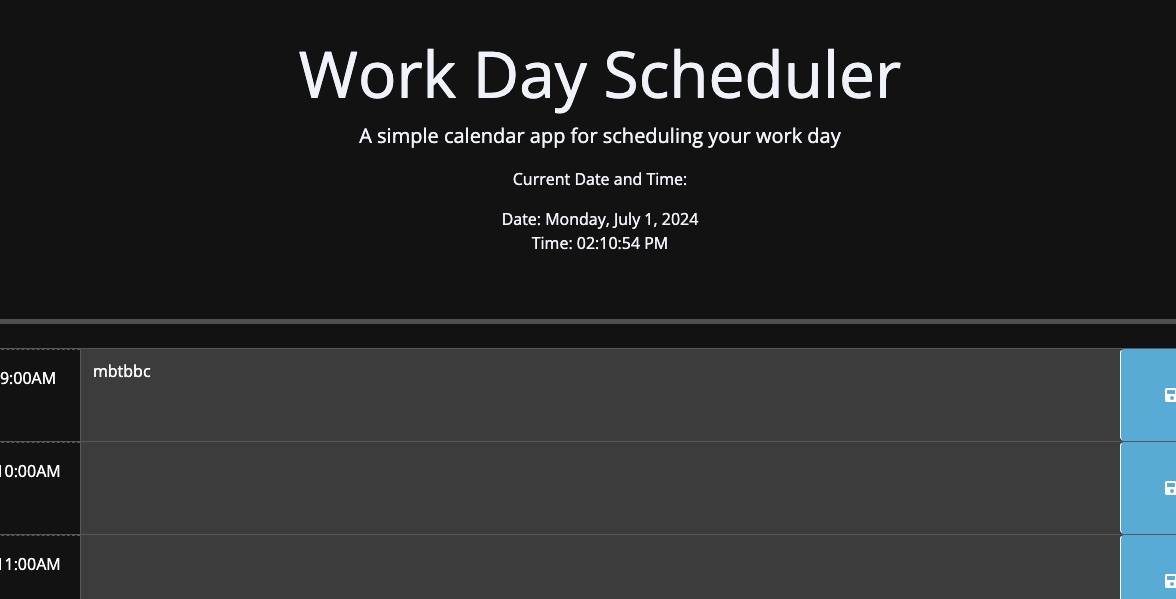 Work Day Scheduler
A simple calendar app for scheduling your work day
Current Date and Time:
Date: Monday, July 1, 2024
Time: 02:10:54 PM
9:00AM
mbtbbc
10:00AM
11:00AM